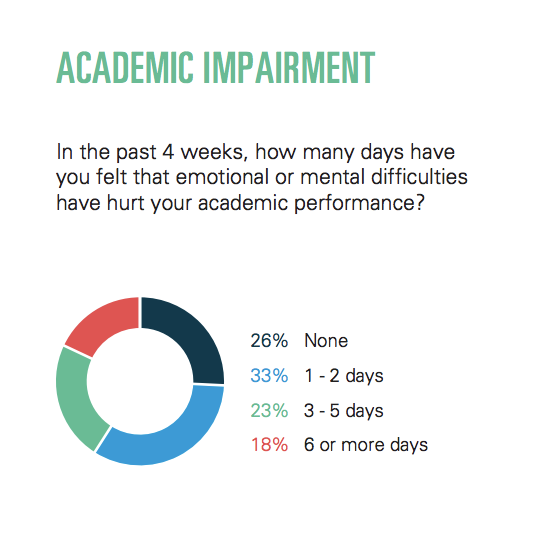 ACADEMIC IMPAIRMENT
In the past 4 weeks, how many days have
you felt that emotional or mental difficulties
have hurt your academic performance?
26% None
33% 1 - 2 days
23% 3 - 5 days
18% 6 or more days